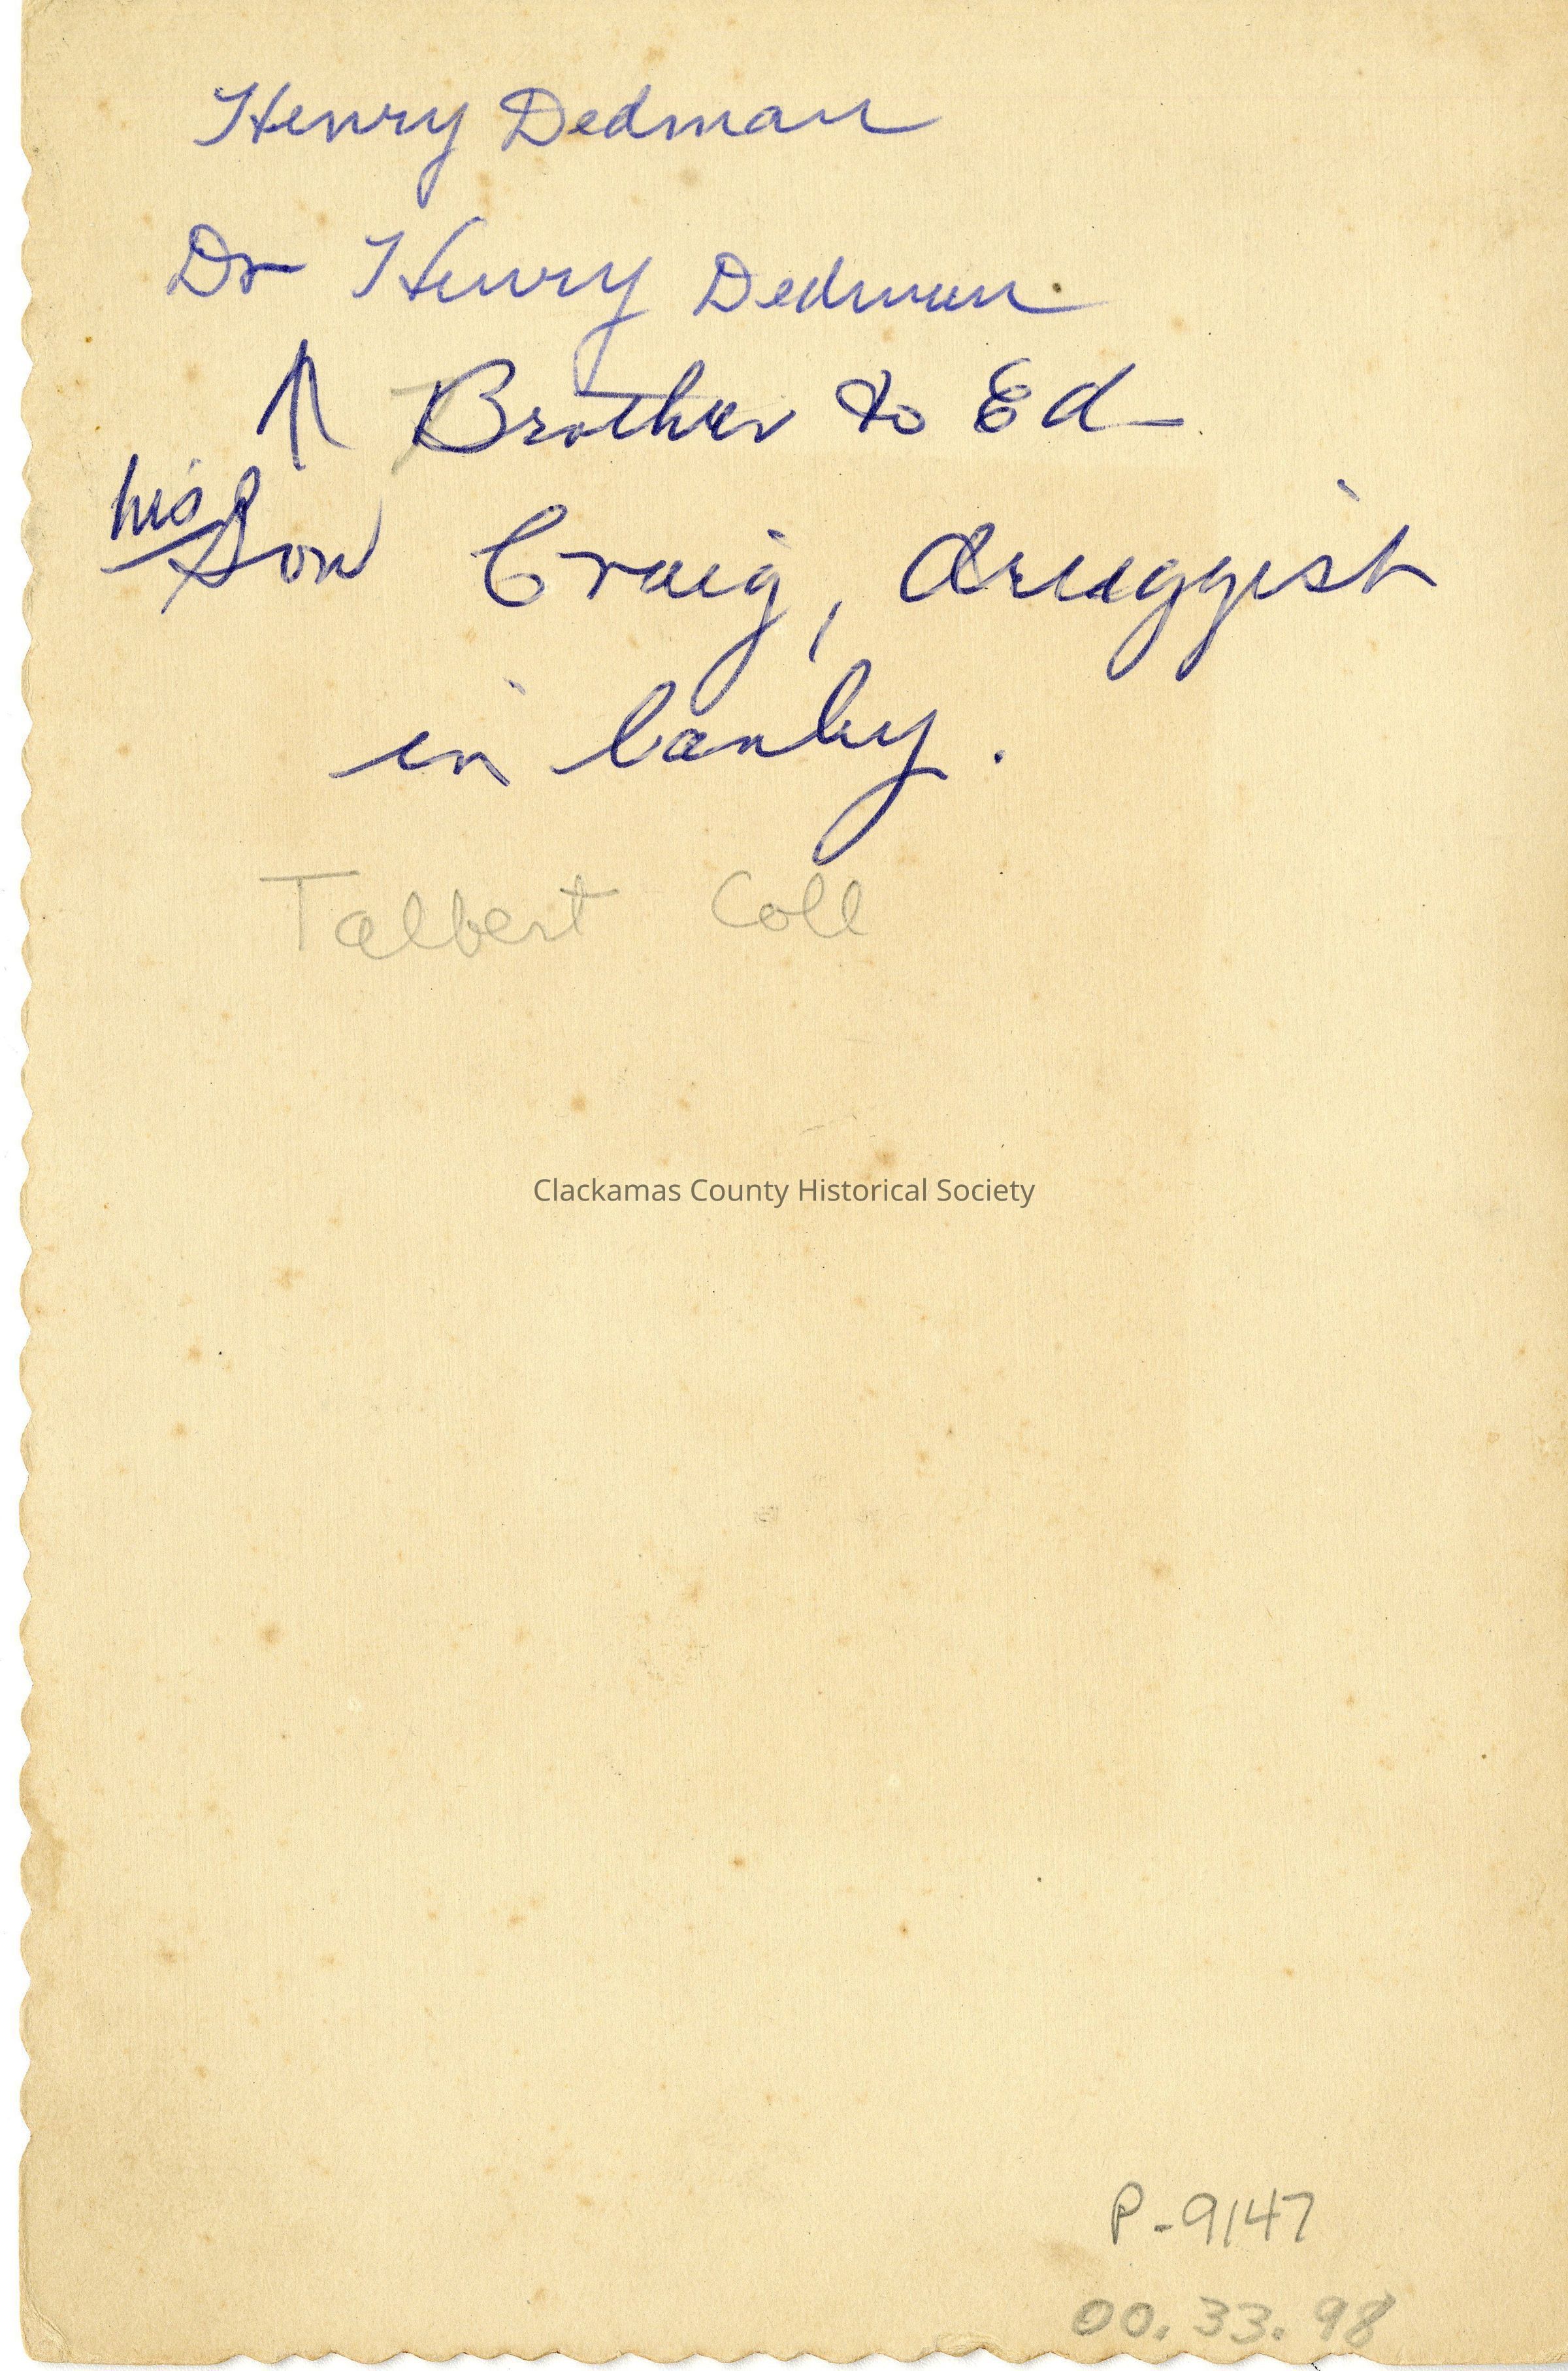 Henry Dedman
Dr Henry Dedman.
↑ Brother to Ed
his
Son Craig, druggist
in Canby.
Talbert Coll
Clackamas County Historical Society
P-9147
00.33.98